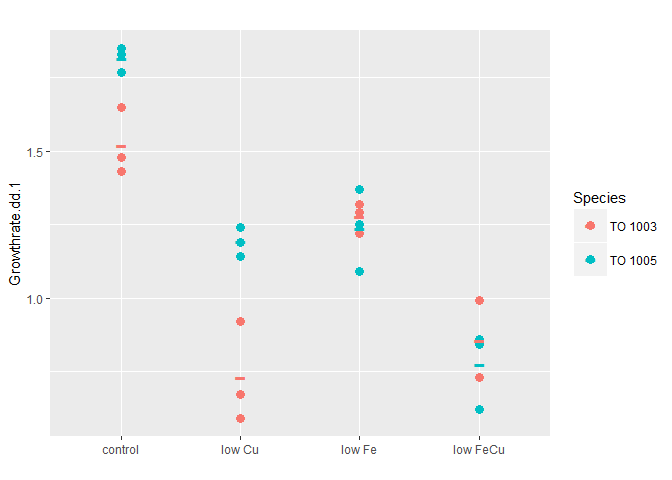 Growthrate.dd.1
1.5
1.0
control
low Cu
low Fe
low FeCu
Species
TO 1003
TO 1005